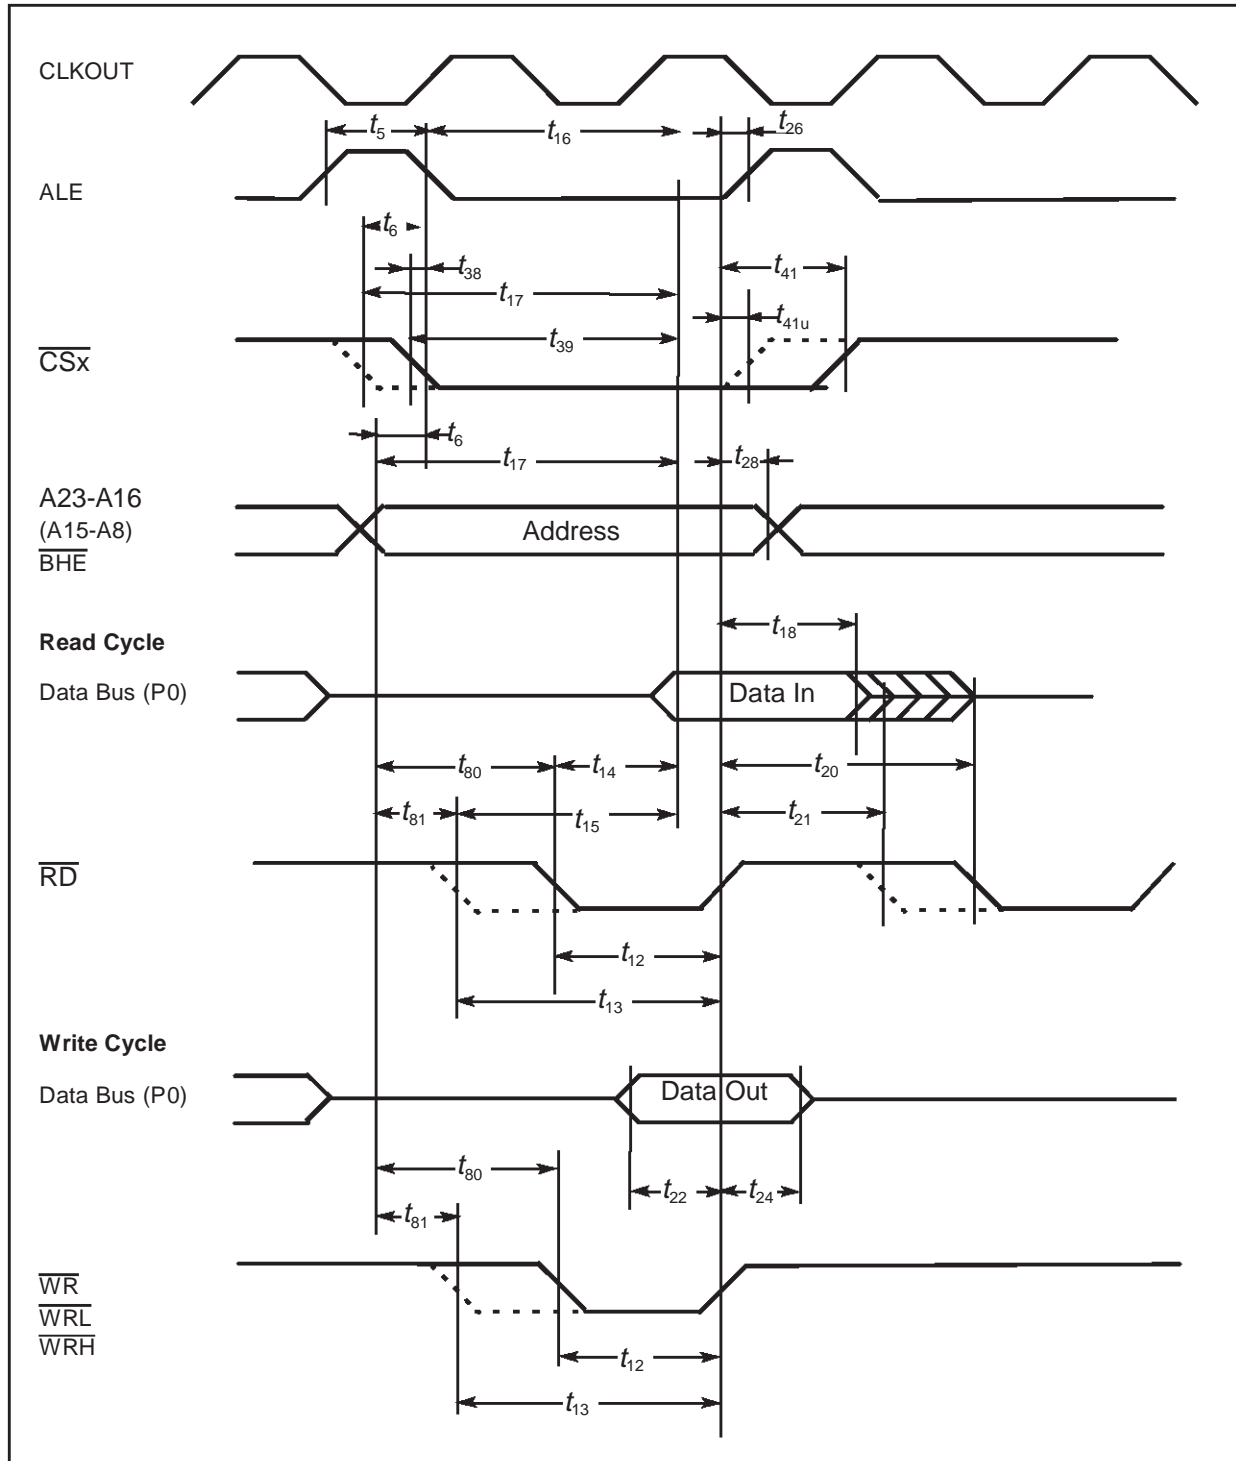 CLKOUT
t5
t16
t26
ALE
t6
t38
t41
t17
t41u
t39
CSx
t6
t17
t28
A23-A16
(A15-A8)
BHE
Address
t18
Read Cycle
Data Bus (P0)
Data In
t80
t14
t20
t81
t15
t21
RD
t12
t13
Write Cycle
Data Bus (P0)
Data Out
t80
t22
t24
t81
WR
WRL
WRH
t12
t13